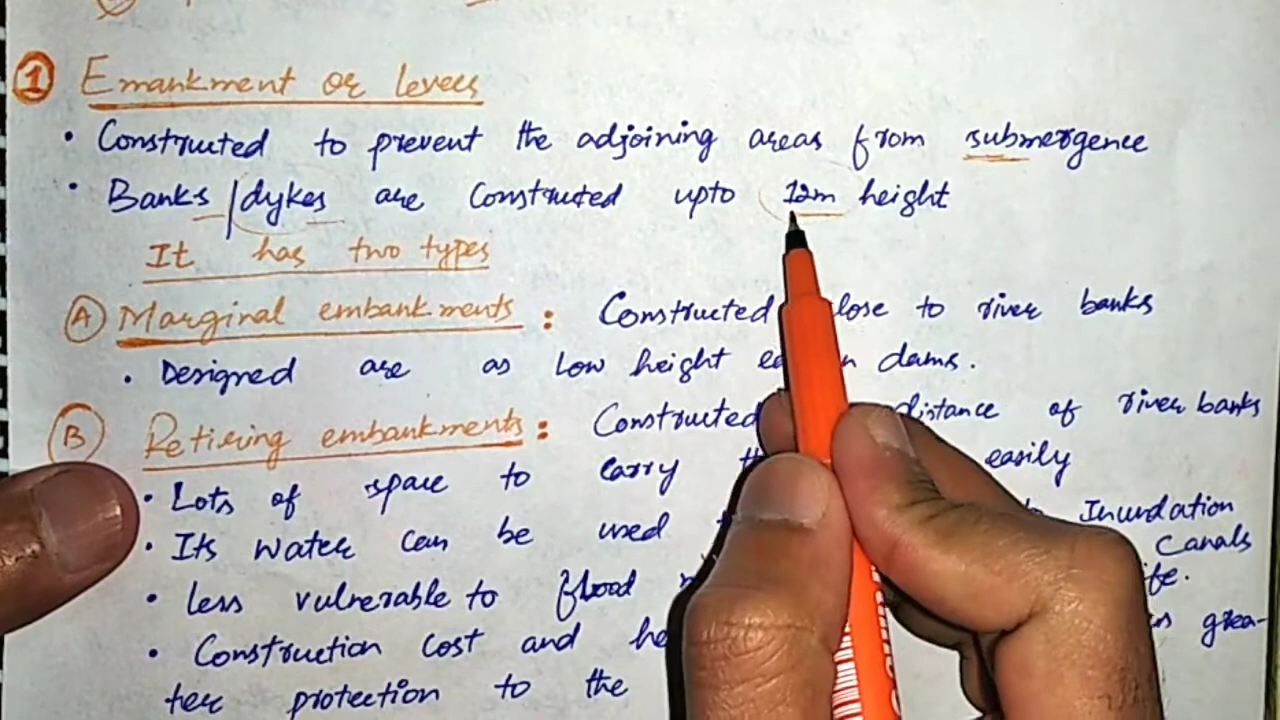 1 Emankment or levees
• Constructed to prevent the adjoining areas from submergence
• Banks/dykes are constructed upto 12m height
It has two types
A Marginal embankments : Constructed close to river banks
• Designed are as low height dams.
B Retiring embankments : Constructed distance of river banks
• Lots of space to carry easily
• Its water can be used Inundation
Canals
• less vulnerable to flood
• Construction cost and grea-
ter protection to the